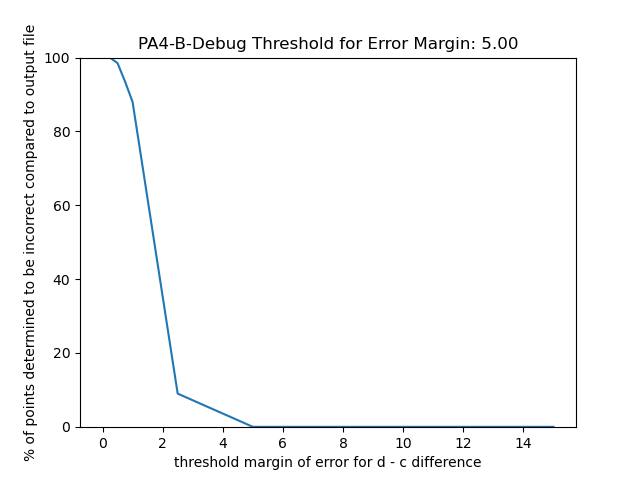 PA4-B-Debug Threshold for Error Margin: 5.00
% of points determined to be incorrect compared to output file
100
80
60
40
20
0
0 2 4 6 8 10 12 14
threshold margin of error for d - c difference